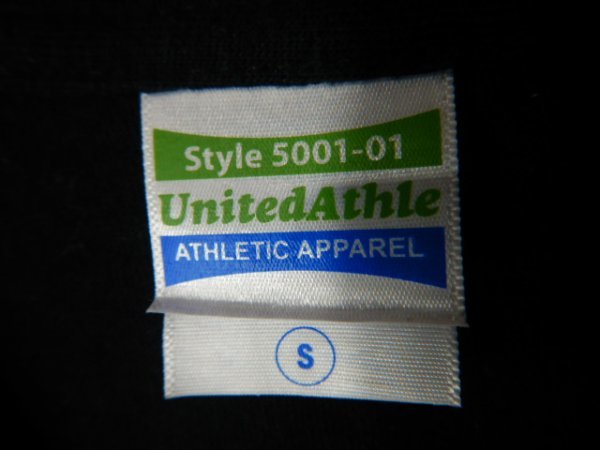 Style 5001-01
UnitedAthle
ATHLETIC APPAREL
S